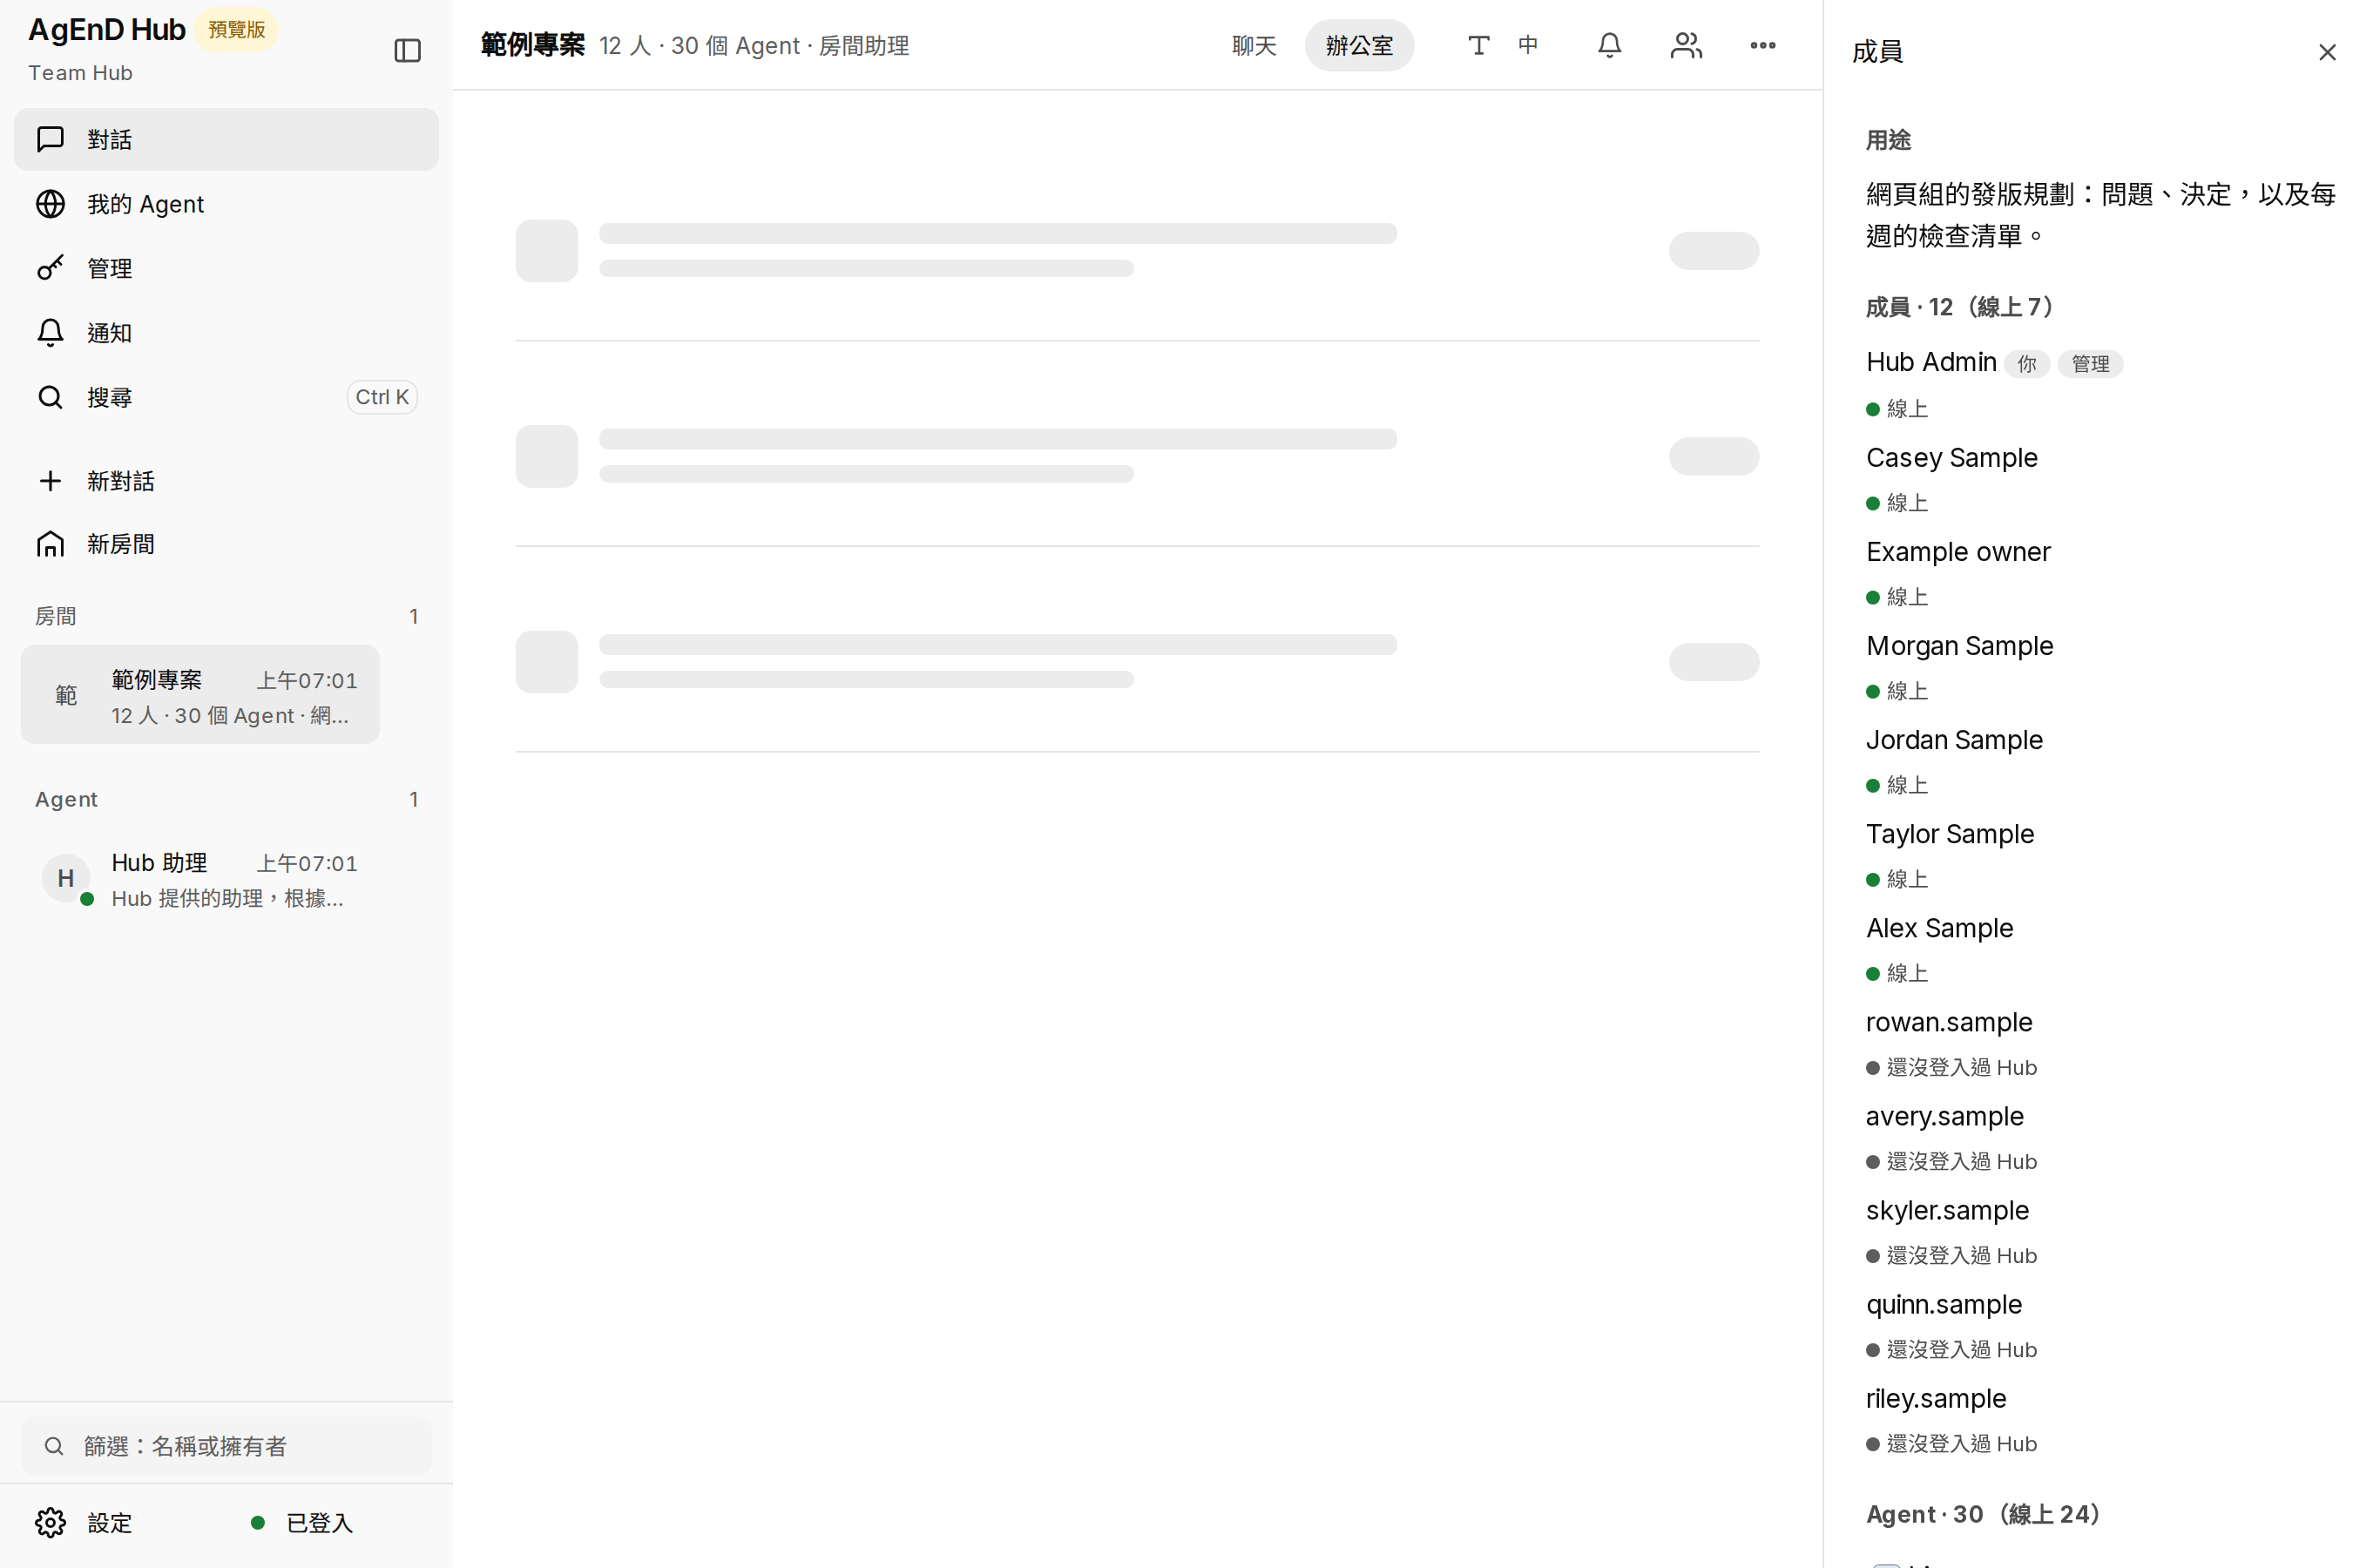 AgEnD Hub 預覽版
Team Hub
對話
我的 Agent
管理
通知
搜尋 Ctrl K
新對話
新房間
房間 1
範 範例專案 上午07:01
12 人 · 30 個 Agent · 網...
Agent 1
H Hub 助理 上午07:01
Hub 提供的助理，根據...
篩選：名稱或擁有者
設定 已登入
範例專案 12 人 · 30 個 Agent · 房間助理
聊天 辦公室 T 中
成員
用途
網頁組的發版規劃：問題、決定，以及每
週的檢查清單。
成員 · 12（線上 7）
Hub Admin 你 管理
線上
Casey Sample
線上
Example owner
線上
Morgan Sample
線上
Jordan Sample
線上
Taylor Sample
線上
Alex Sample
線上
rowan.sample
還沒登入過 Hub
avery.sample
還沒登入過 Hub
skyler.sample
還沒登入過 Hub
quinn.sample
還沒登入過 Hub
riley.sample
還沒登入過 Hub
Agent · 30（線上 24）